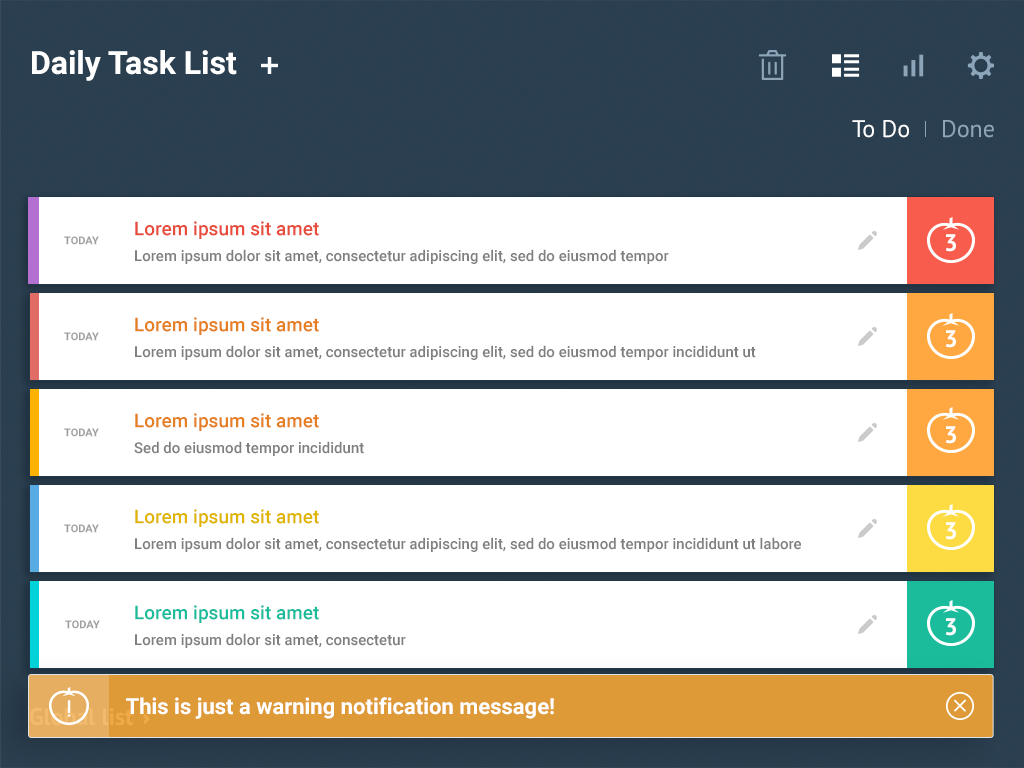 Daily Task List +
To Do | Done
TODAY
Lorem ipsum sit amet
Lorem ipsum dolor sit amet, consectetur adipiscing elit, sed do eiusmod tempor
3
TODAY
Lorem ipsum sit amet
Lorem ipsum dolor sit amet, consectetur adipiscing elit, sed do eiusmod tempor incididunt ut
3
TODAY
Lorem ipsum sit amet
Sed do eiusmod tempor incididunt
3
TODAY
Lorem ipsum sit amet
Lorem ipsum dolor sit amet, consectetur adipiscing elit, sed do eiusmod tempor incididunt ut labore
3
TODAY
Lorem ipsum sit amet
Lorem ipsum dolor sit amet, consectetur
3
! This is just a warning notification message!
Global list ›